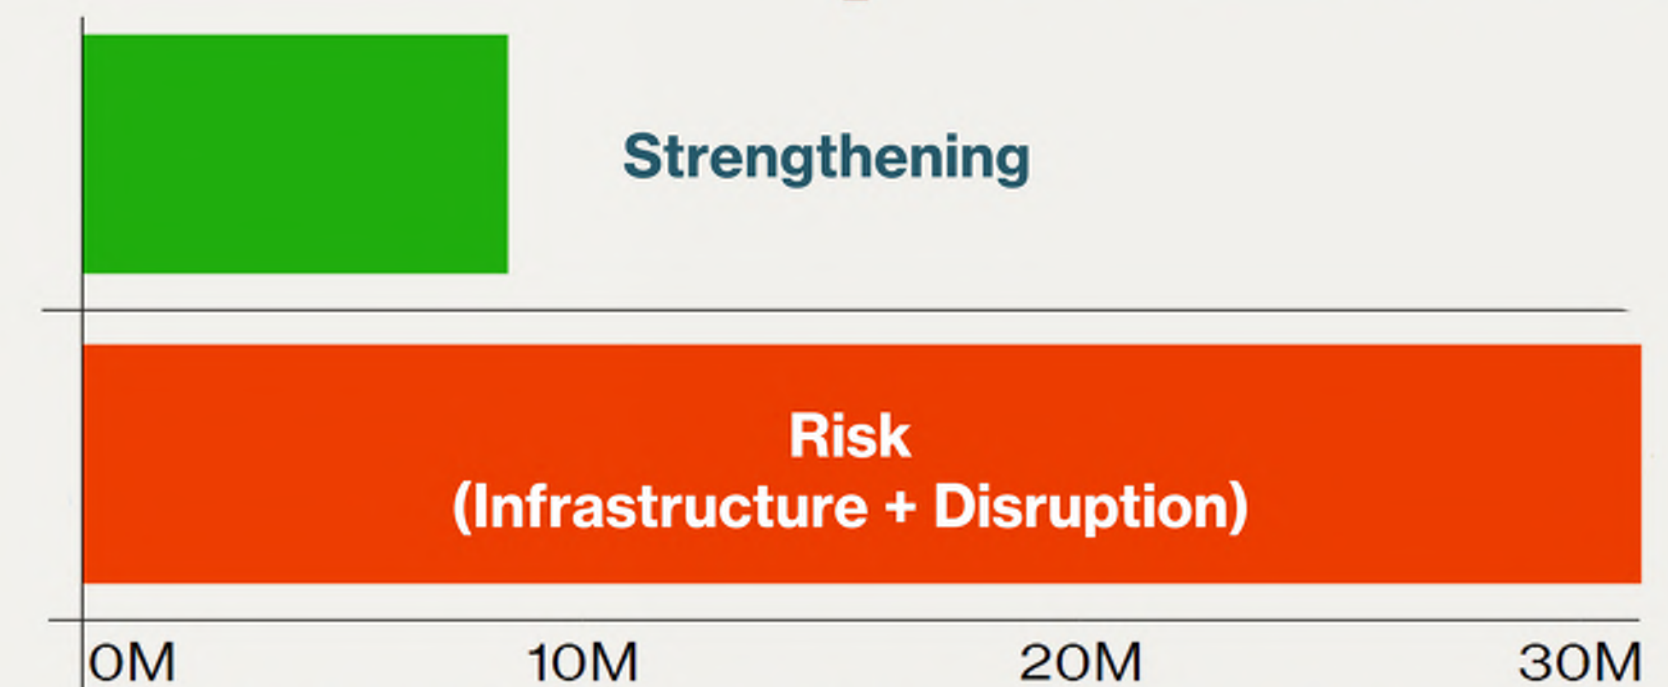 Strengthening
Risk
(Infrastructure + Disruption)
0M 10M 20M 30M